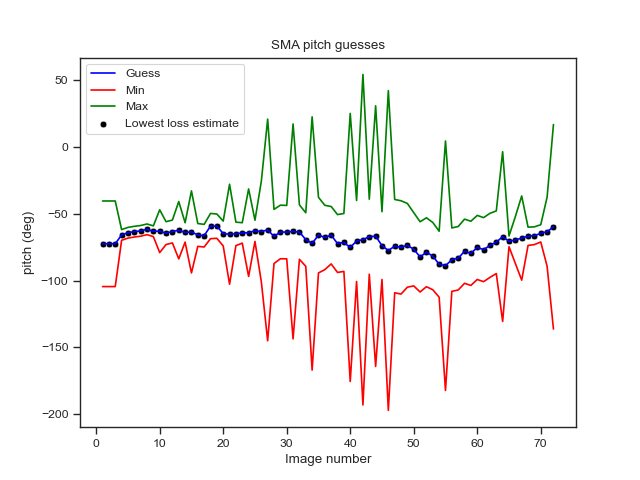 SMA pitch guesses
Guess
Min
Max
Lowest loss estimate
pitch (deg)
50
0
−50
−100
−150
−200
0 10 20 30 40 50 60 70
Image number